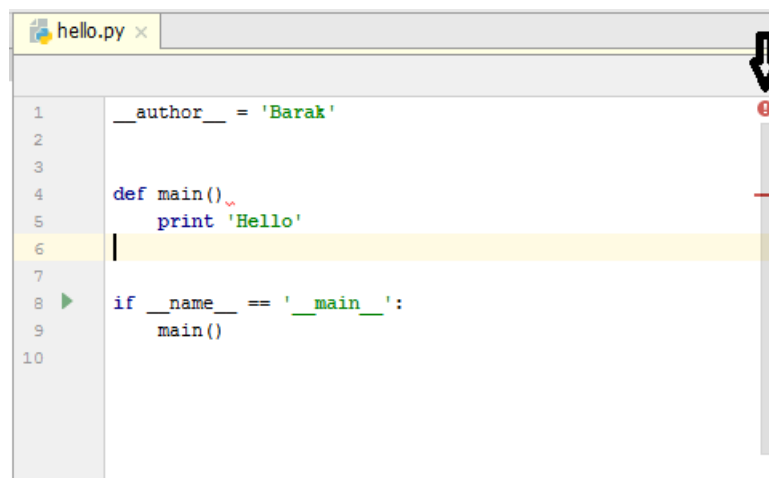 hello.py
1 __author__ = 'Barak'
2
3
4 def main()
5     print 'Hello'
6
7
8 if __name__ == '__main__':
9     main()
10